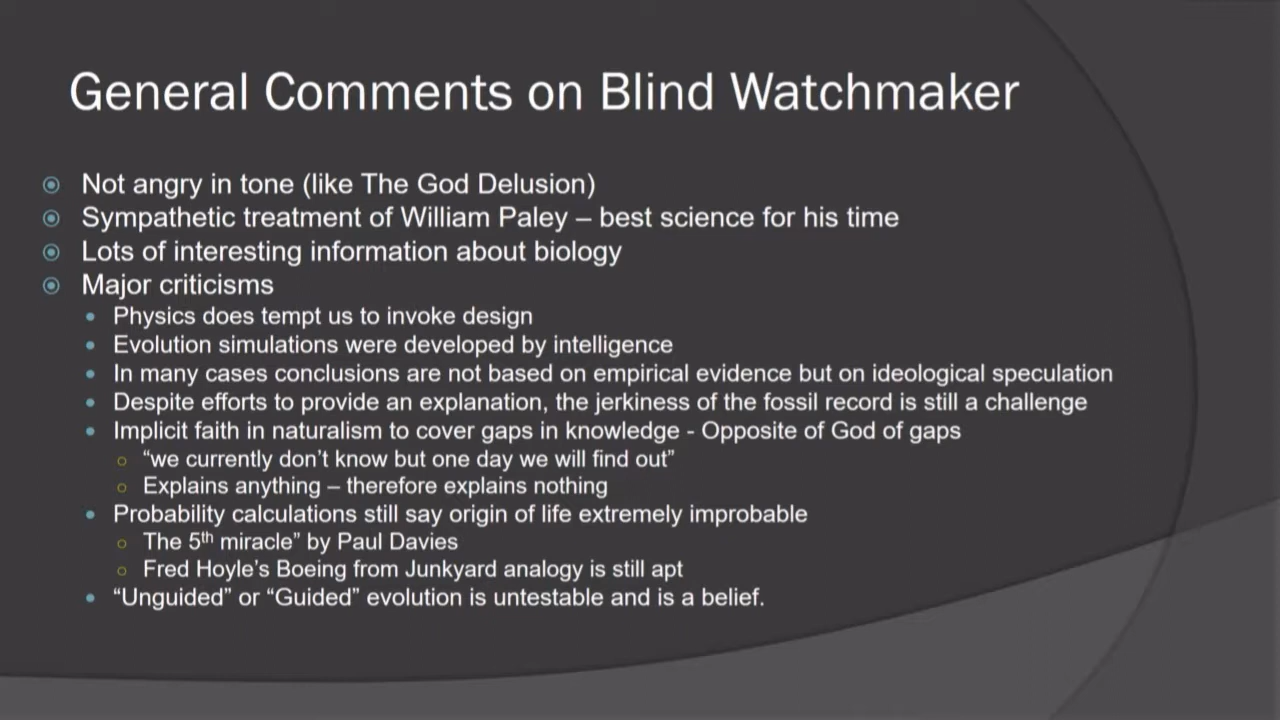 General Comments on Blind Watchmaker
Not angry in tone (like The God Delusion)
Sympathetic treatment of William Paley – best science for his time
Lots of interesting information about biology
Major criticisms
Physics does tempt us to invoke design
Evolution simulations were developed by intelligence
In many cases conclusions are not based on empirical evidence but on ideological speculation
Despite efforts to provide an explanation, the jerkiness of the fossil record is still a challenge
Implicit faith in naturalism to cover gaps in knowledge - Opposite of God of gaps
“we currently don’t know but one day we will find out”
Explains anything – therefore explains nothing
Probability calculations still say origin of life extremely improbable
The 5th miracle” by Paul Davies
Fred Hoyle’s Boeing from Junkyard analogy is still apt
“Unguided” or “Guided” evolution is untestable and is a belief.